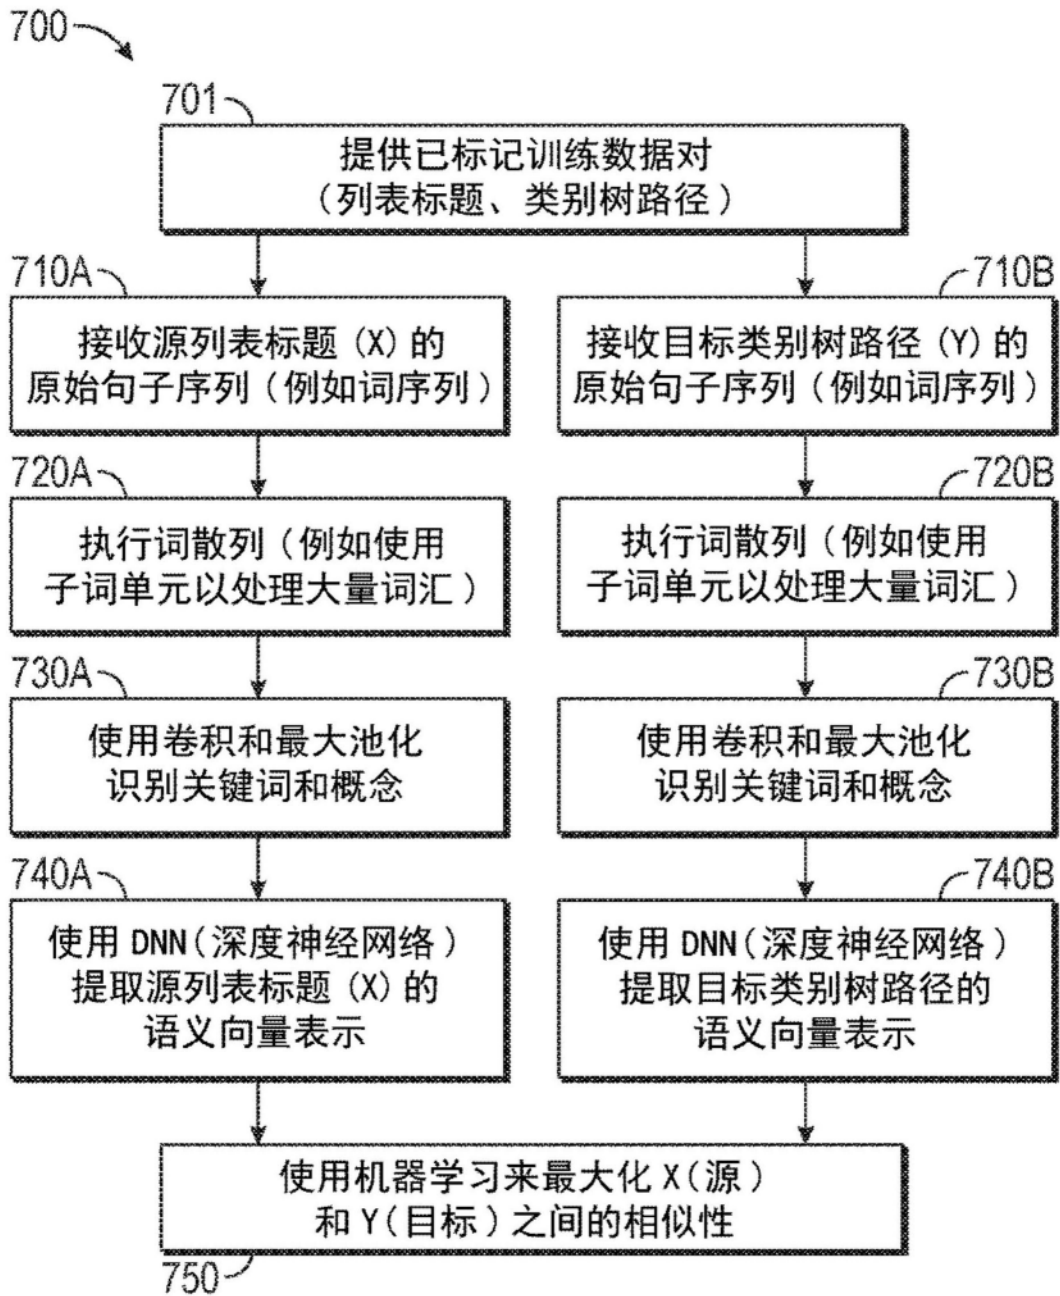 700
701
提供已标记训练数据对
(列表标题、类别树路径)
710A
710B
接收源列表标题 (X) 的
原始句子序列 (例如词序列)
接收目标类别树路径 (Y) 的
原始句子序列 (例如词序列)
720A
720B
执行词散列 (例如使用
子词单元以处理大量词汇)
执行词散列 (例如使用
子词单元以处理大量词汇)
730A
730B
使用卷积和最大池化
识别关键词和概念
使用卷积和最大池化
识别关键词和概念
740A
740B
使用 DNN (深度神经网络)
提取源列表标题 (X) 的
语义向量表示
使用 DNN (深度神经网络)
提取目标类别树路径的
语义向量表示
使用机器学习来最大化 X (源)
和 Y (目标) 之间的相似性
750